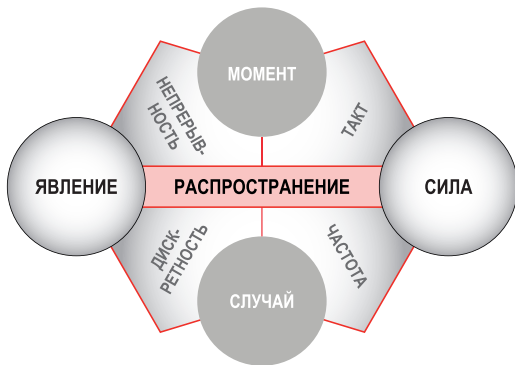 МОМЕНТ
НЕПРЕРЫВ-
НОСТЬ
ТАКТ
ЯВЛЕНИЕ
РАСПРОСТРАНЕНИЕ
СИЛА
ДИСК-
РЕТНОСТЬ
ЧАСТОТА
СЛУЧАЙ